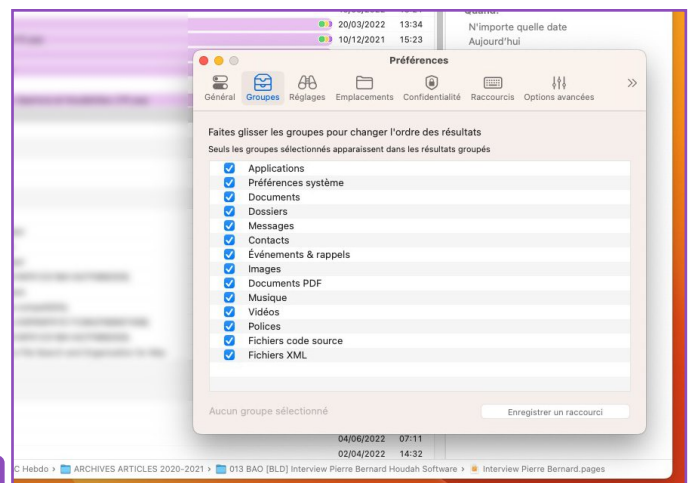 Quand?
20/03/2022 13:34
N'importe quelle date
10/12/2021 15:23
Aujourd'hui
Préférences
Général Groupes Réglages Emplacements Confidentialité Raccourcis Options avancées
Faites glisser les groupes pour changer l'ordre des résultats
Seuls les groupes sélectionnés apparaissent dans les résultats groupés
Applications
Préférences système
Documents
Dossiers
Messages
Contacts
Événements & rappels
Images
Documents PDF
Musique
Vidéos
Polices
Fichiers code source
Fichiers XML
Aucun groupe sélectionné
Enregistrer un raccourci
04/06/2022 07:11
02/04/2022 14:32
C Hebdo › ARCHIVES ARTICLES 2020-2021 › 013 BAO [BLD] Interview Pierre Bernard Houdah Software › Interview Pierre Bernard.pages